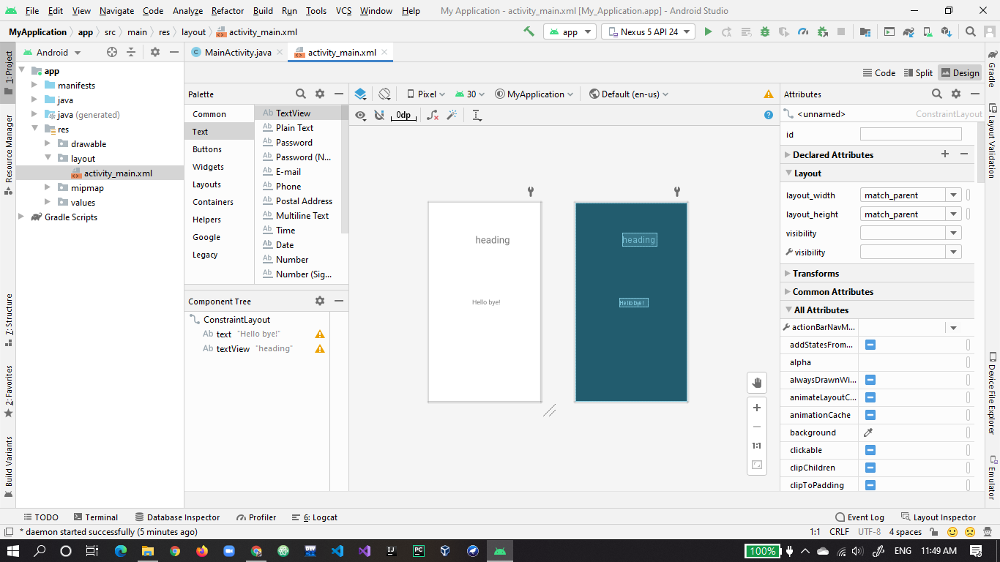 File Edit View Navigate Code Analyze Refactor Build Run Tools VCS Window Help My Application - activity_main.xml [My_Application.app] - Android Studio
MyApplication app src main res layout activity_main.xml app Nexus 5 API 24
1: Project
Resource Manager
7: Structure
2: Favorites
Build Variants
Android
app
manifests
java
java (generated)
res
drawable
layout
activity_main.xml
mipmap
values
Gradle Scripts
MainActivity.java activity_main.xml
Code Split Design
Palette
Common
Text
Buttons
Widgets
Layouts
Containers
Helpers
Google
Legacy
Ab TextView
Ab Plain Text
Ab Password
Ab Password (N...
Ab E-mail
Ab Phone
Ab Postal Address
Ab Multiline Text
Ab Time
Ab Date
Ab Number
Ab Number (Sig...
Component Tree
ConstraintLayout
Ab text "Hello bye!"
Ab textView "heading"
Pixel 30 MyApplication Default (en-us)
0dp
heading
Hello bye!
heading
Hello bye!
1:1
Attributes
<unnamed> ConstraintLayout
id
Declared Attributes
Layout
layout_width match_parent
layout_height match_parent
visibility
visibility
Transforms
Common Attributes
All Attributes
actionBarNavM...
addStatesFrom...
alpha
alwaysDrawnWi...
animateLayoutC...
animationCache
background
clickable
clipChildren
clipToPadding
Gradle
Layout Validation
Device File Explorer
Emulator
TODO Terminal Database Inspector Profiler 6: Logcat Event Log Layout Inspector
* daemon started successfully (5 minutes ago) 1:1 CRLF UTF-8 4 spaces
DEV IJ PC 100% ENG 11:49 AM